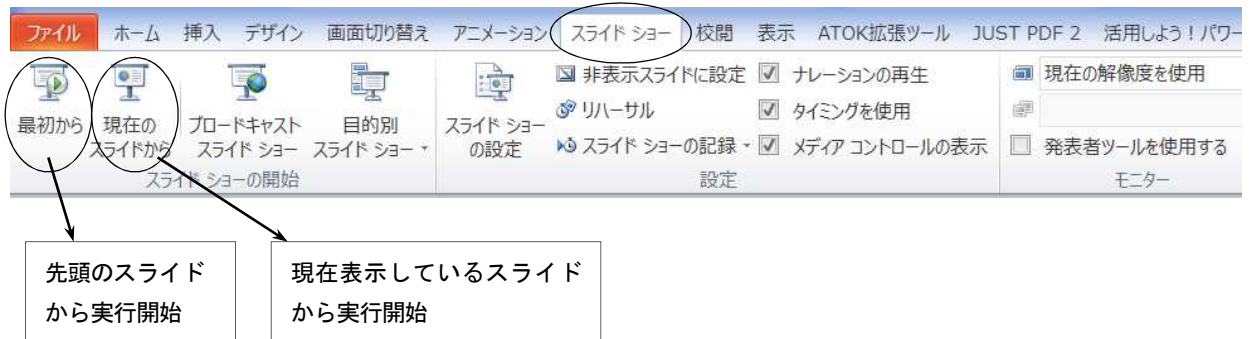 ファイル ホーム 挿入 デザイン 画面切り替え アニメーション スライド ショー 校閲 表示 ATOK拡張ツール JUST PDF 2 活用しよう！パワー
最初から
現在の
スライドから
ブロードキャスト
スライド ショー
目的別
スライド ショー
スライド ショーの開始
スライド ショー
の設定
非表示スライドに設定
リハーサル
スライド ショーの記録
ナレーションの再生
タイミングを使用
メディア コントロールの表示
設定
現在の解像度を使用
発表者ツールを使用する
モニター
先頭のスライド
から実行開始
現在表示しているスライド
から実行開始